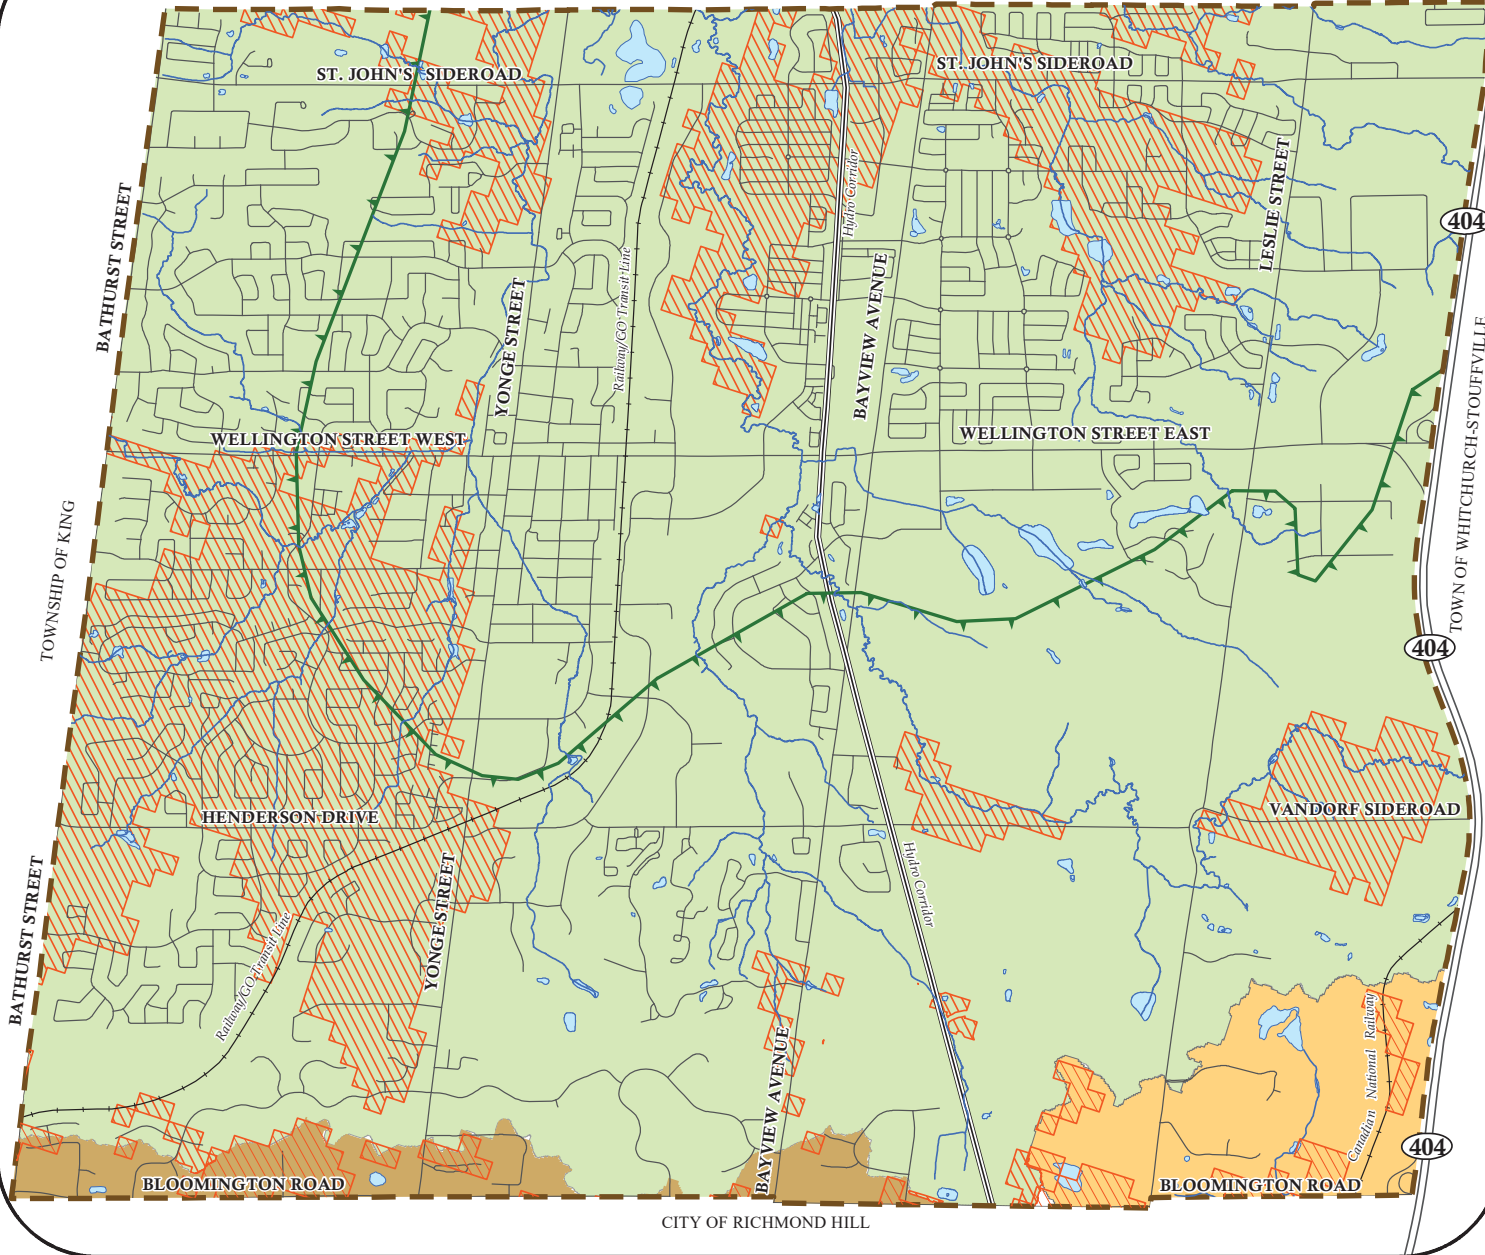 ST. JOHN'S SIDEROAD
ST. JOHN'S SIDEROAD
Hydro Corridor
LESLIE STREET
BATHURST STREET
404
YONGE STREET
Railway/GO Transit Line
BAYVIEW AVENUE
WELLINGTON STREET WEST
WELLINGTON STREET EAST
TOWN OF WHITCHURCH-STOUFFVILLE
TOWNSHIP OF KING
404
HENDERSON DRIVE
VANDORF SIDEROAD
BATHURST STREET
YONGE STREET
Hydro Corridor
Railway/GO Transit Line
Canadian National Railway
BAYVIEW AVENUE
404
BLOOMINGTON ROAD
BLOOMINGTON ROAD
CITY OF RICHMOND HILL